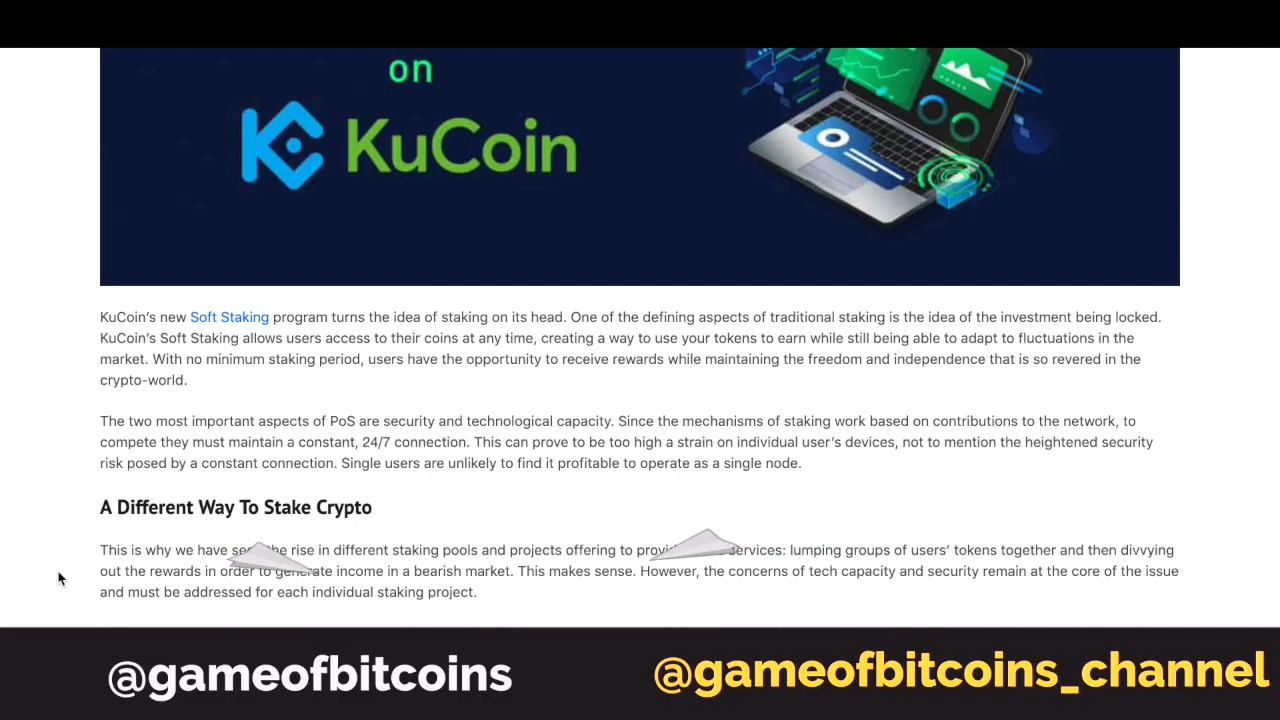 on
KuCoin
KuCoin's new Soft Staking program turns the idea of staking on its head. One of the defining aspects of traditional staking is the idea of the investment being locked.
KuCoin's Soft Staking allows users access to their coins at any time, creating a way to use your tokens to earn while still being able to adapt to fluctuations in the
market. With no minimum staking period, users have the opportunity to receive rewards while maintaining the freedom and independence that is so revered in the
crypto-world.
The two most important aspects of PoS are security and technological capacity. Since the mechanisms of staking work based on contributions to the network, to
compete they must maintain a constant, 24/7 connection. This can prove to be too high a strain on individual user's devices, not to mention the heightened security
risk posed by a constant connection. Single users are unlikely to find it profitable to operate as a single node.
A Different Way To Stake Crypto
This is why we have rise in different staking pools and projects offering to services: lumping groups of users' tokens together and then divvying
out the rewards in order to generate income in a bearish market. This makes sense. However, the concerns of tech capacity and security remain at the core of the issue
and must be addressed for each individual staking project.
@gameofbitcoins
@gameofbitcoins_channel